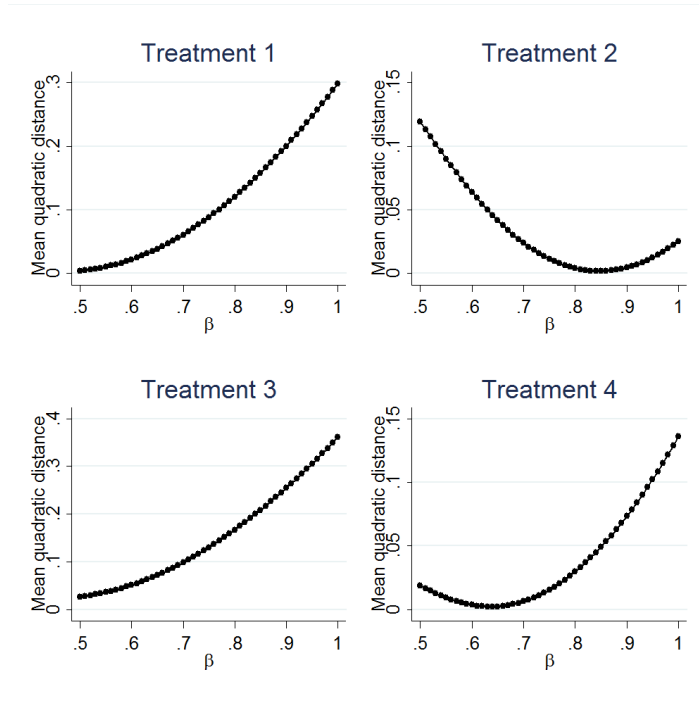 Treatment 1
Mean quadratic distance
0 .1 .2 .3
.5 .6 .7 .8 .9 1
β
Treatment 2
Mean quadratic distance
0 .05 .1 .15
.5 .6 .7 .8 .9 1
β
Treatment 3
Mean quadratic distance
0 .1 .2 .3 .4
.5 .6 .7 .8 .9 1
β
Treatment 4
Mean quadratic distance
0 .05 .1 .15
.5 .6 .7 .8 .9 1
β